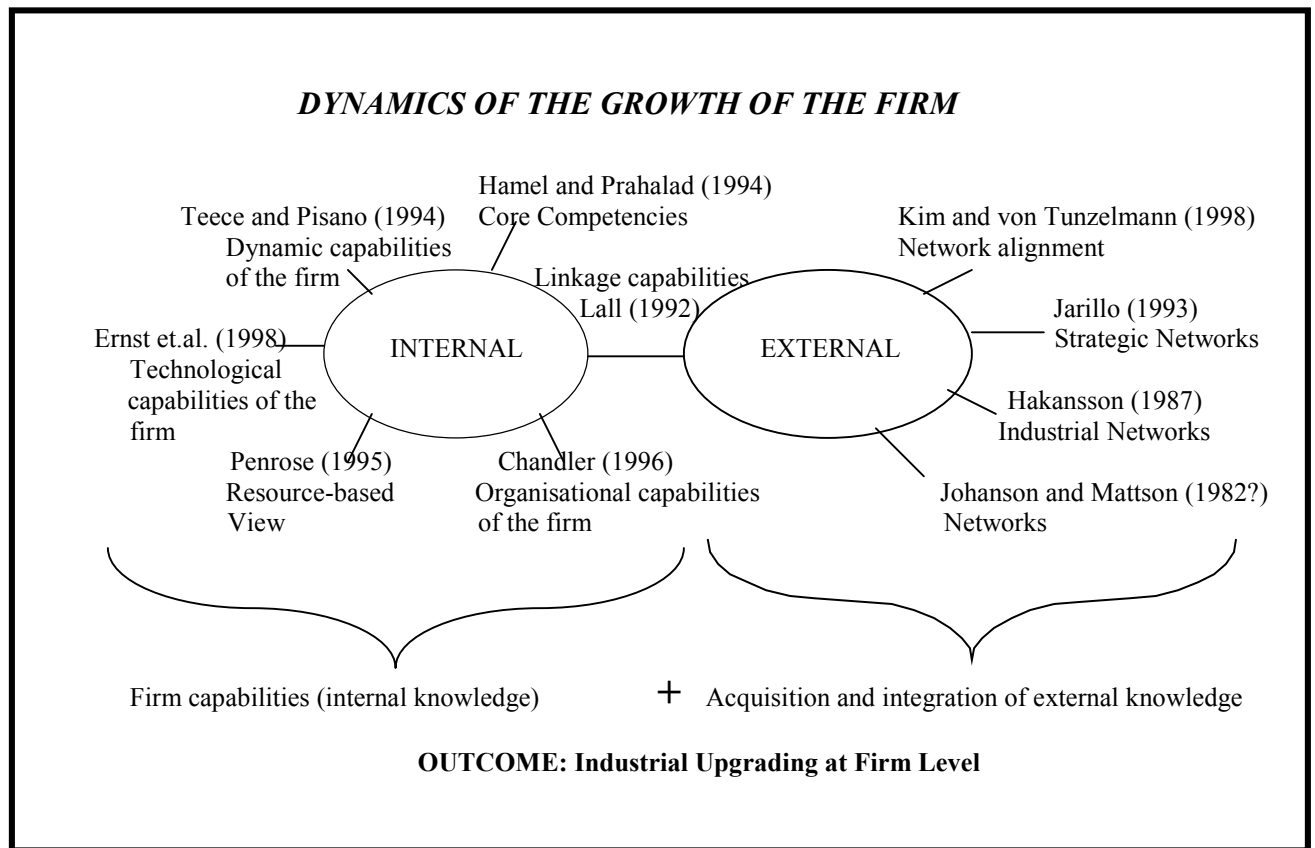 DYNAMICS OF THE GROWTH OF THE FIRM
Hamel and Prahalad (1994)
Core Competencies
Teece and Pisano (1994)
Dynamic capabilities
of the firm
Linkage capabilities
Lall (1992)
Kim and von Tunzelmann (1998)
Network alignment
Ernst et.al. (1998)
Technological
capabilities of the
firm
INTERNAL
EXTERNAL
Jarillo (1993)
Strategic Networks
Hakansson (1987)
Industrial Networks
Penrose (1995)
Resource-based
View
Chandler (1996)
Organisational capabilities
of the firm
Johanson and Mattson (1982?)
Networks
Firm capabilities (internal knowledge)
+ Acquisition and integration of external knowledge
OUTCOME: Industrial Upgrading at Firm Level